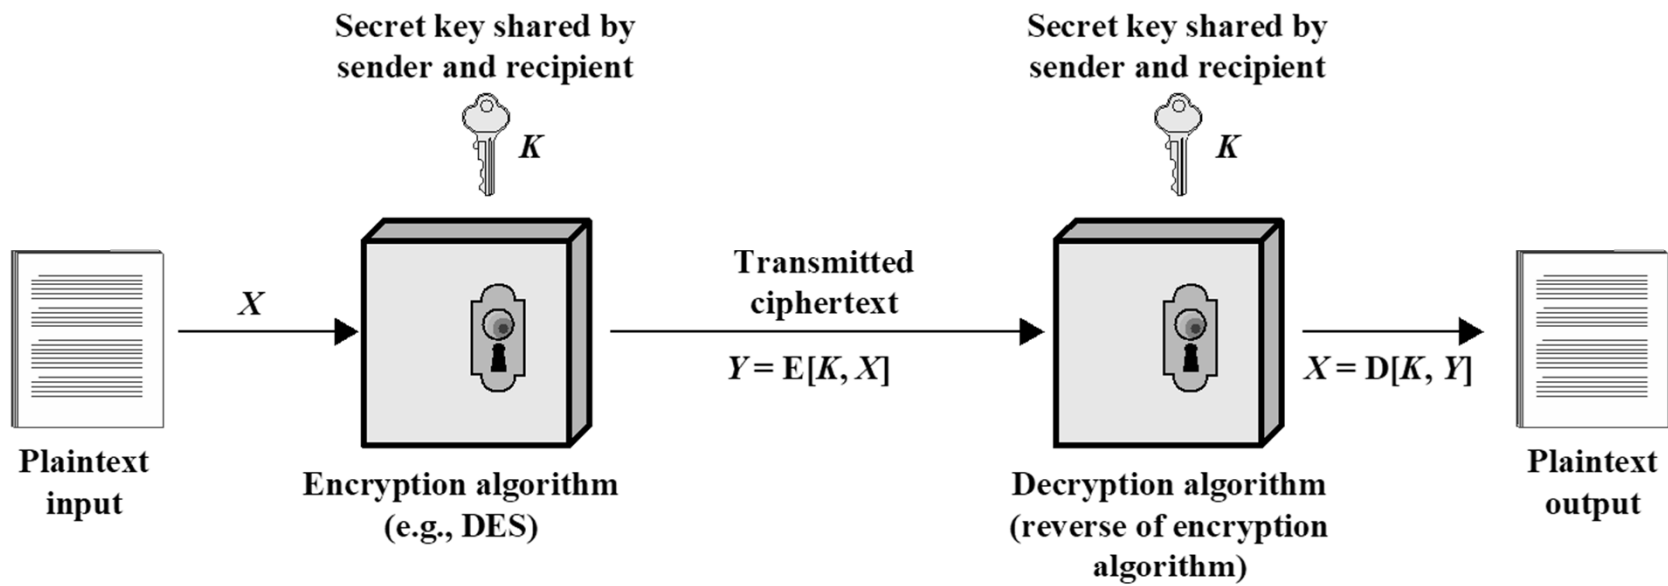 Secret key shared by
sender and recipient
K
Secret key shared by
sender and recipient
K
X
Transmitted
ciphertext
Y = E[K, X]
X = D[K, Y]
Plaintext
input
Encryption algorithm
(e.g., DES)
Decryption algorithm
(reverse of encryption
algorithm)
Plaintext
output